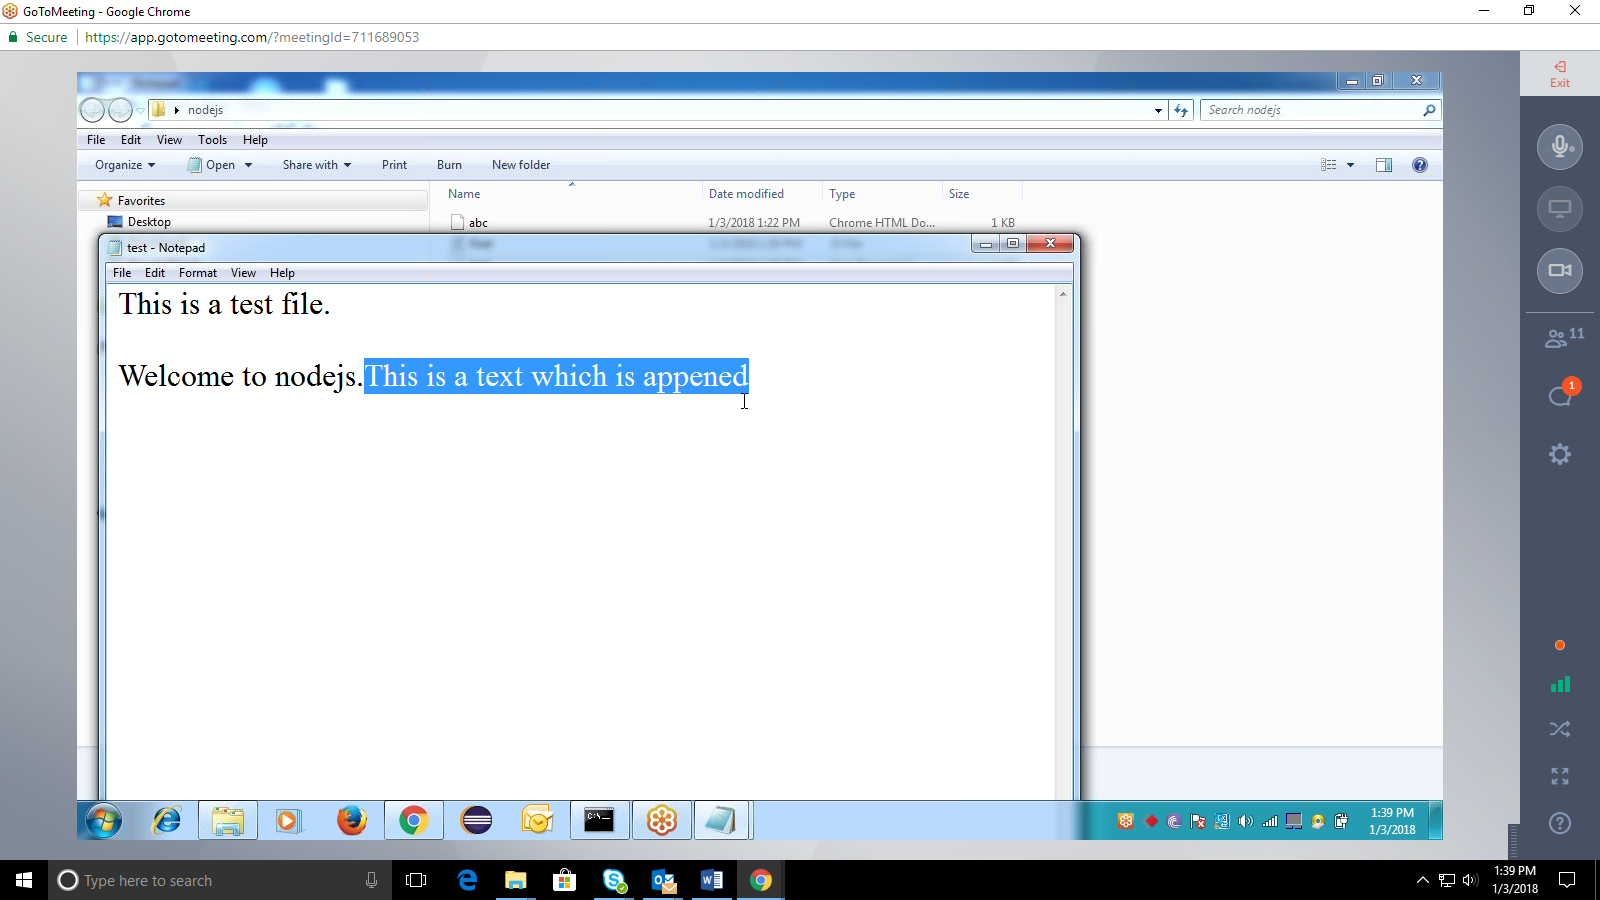 GoToMeeting - Google Chrome
Secure | https://app.gotomeeting.com/?meetingId=711689053
Exit
nodejs
Search nodejs
File Edit View Tools Help
Organize Open Share with Print Burn New folder
Favorites
Desktop
Name Date modified Type Size
abc 1/3/2018 1:22 PM Chrome HTML Do... 1 KB
test - Notepad
File Edit Format View Help
This is a test file.
Welcome to nodejs.This is a text which is appened
11
1
1:39 PM
1/3/2018
Type here to search
1:39 PM
1/3/2018